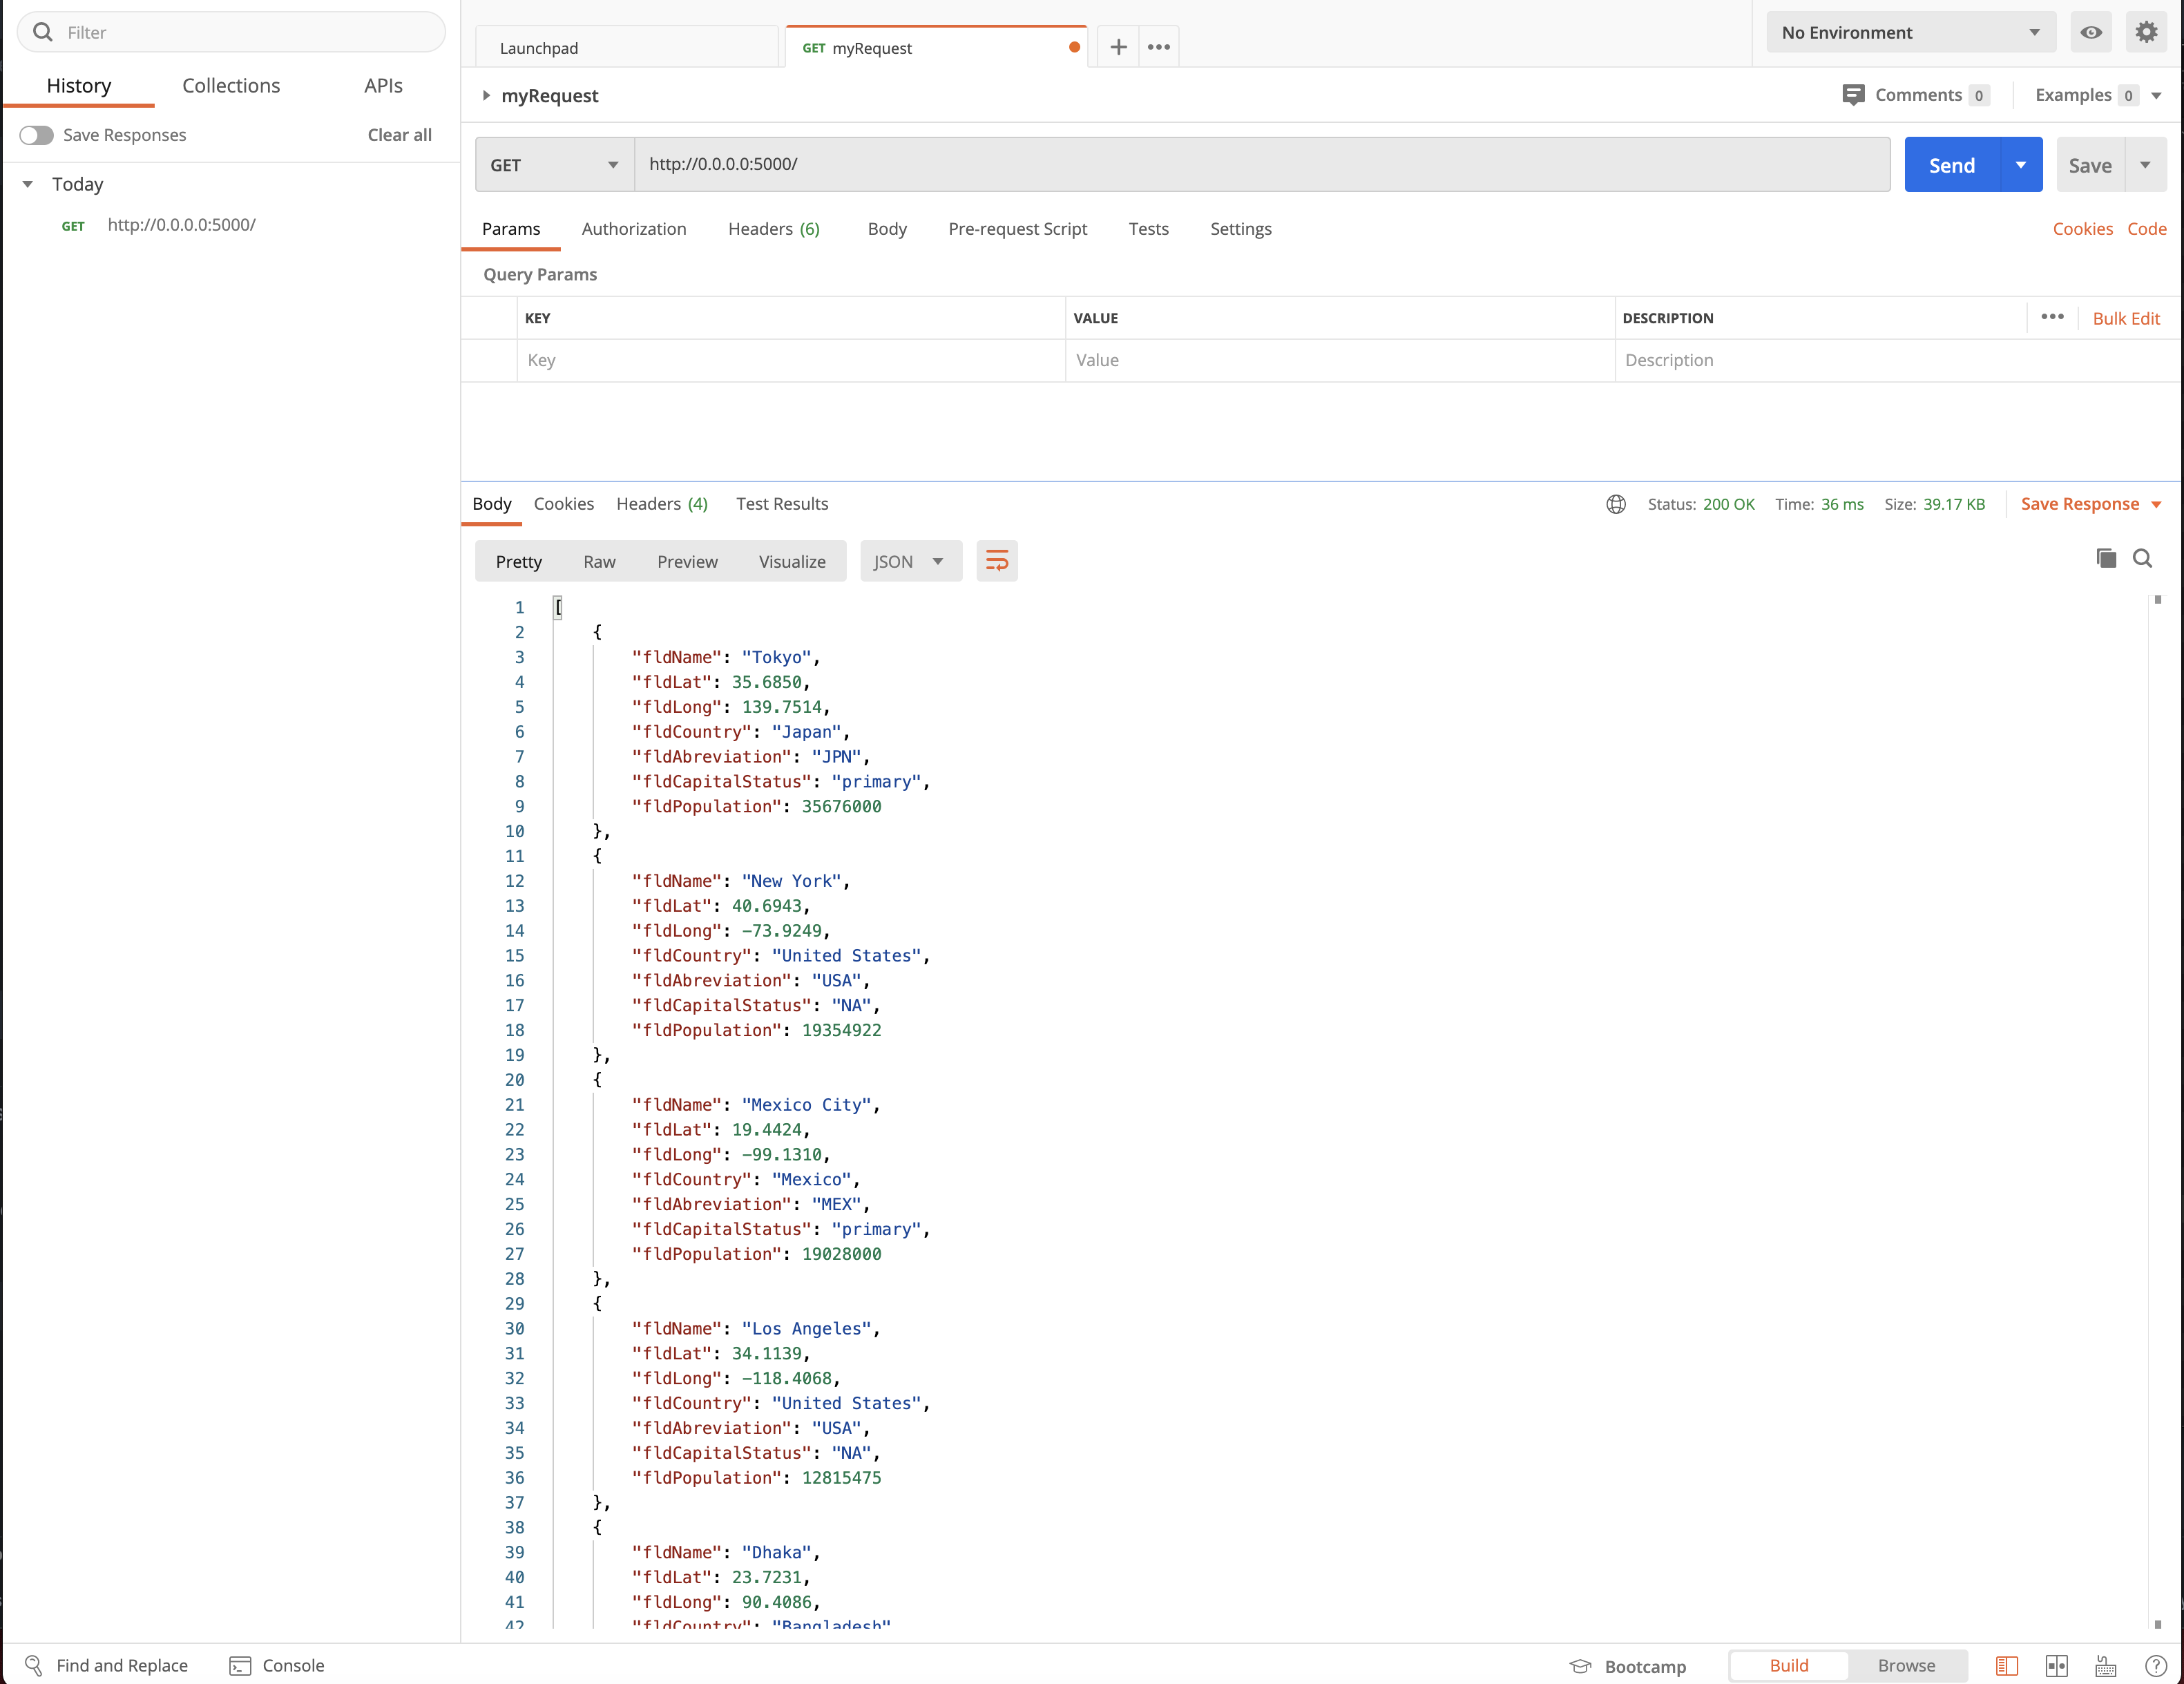 Filter
History Collections APIs
Save Responses Clear all
Today
GET http://0.0.0.0:5000/
Launchpad GET myRequest No Environment
myRequest Comments 0 Examples 0
GET http://0.0.0.0:5000/ Send Save
Params Authorization Headers (6) Body Pre-request Script Tests Settings Cookies Code
Query Params
KEY VALUE DESCRIPTION Bulk Edit
Key Value Description
Body Cookies Headers (4) Test Results Status: 200 OK Time: 36 ms Size: 39.17 KB Save Response
Pretty Raw Preview Visualize JSON
1 [
2 {
3 "fldName": "Tokyo",
4 "fldLat": 35.6850,
5 "fldLong": 139.7514,
6 "fldCountry": "Japan",
7 "fldAbreviation": "JPN",
8 "fldCapitalStatus": "primary",
9 "fldPopulation": 35676000
10 },
11 {
12 "fldName": "New York",
13 "fldLat": 40.6943,
14 "fldLong": -73.9249,
15 "fldCountry": "United States",
16 "fldAbreviation": "USA",
17 "fldCapitalStatus": "NA",
18 "fldPopulation": 19354922
19 },
20 {
21 "fldName": "Mexico City",
22 "fldLat": 19.4424,
23 "fldLong": -99.1310,
24 "fldCountry": "Mexico",
25 "fldAbreviation": "MEX",
26 "fldCapitalStatus": "primary",
27 "fldPopulation": 19028000
28 },
29 {
30 "fldName": "Los Angeles",
31 "fldLat": 34.1139,
32 "fldLong": -118.4068,
33 "fldCountry": "United States",
34 "fldAbreviation": "USA",
35 "fldCapitalStatus": "NA",
36 "fldPopulation": 12815475
37 },
38 {
39 "fldName": "Dhaka",
40 "fldLat": 23.7231,
41 "fldLong": 90.4086,
42 "fldCountry": "Bangladesh"
Find and Replace Console Bootcamp Build Browse